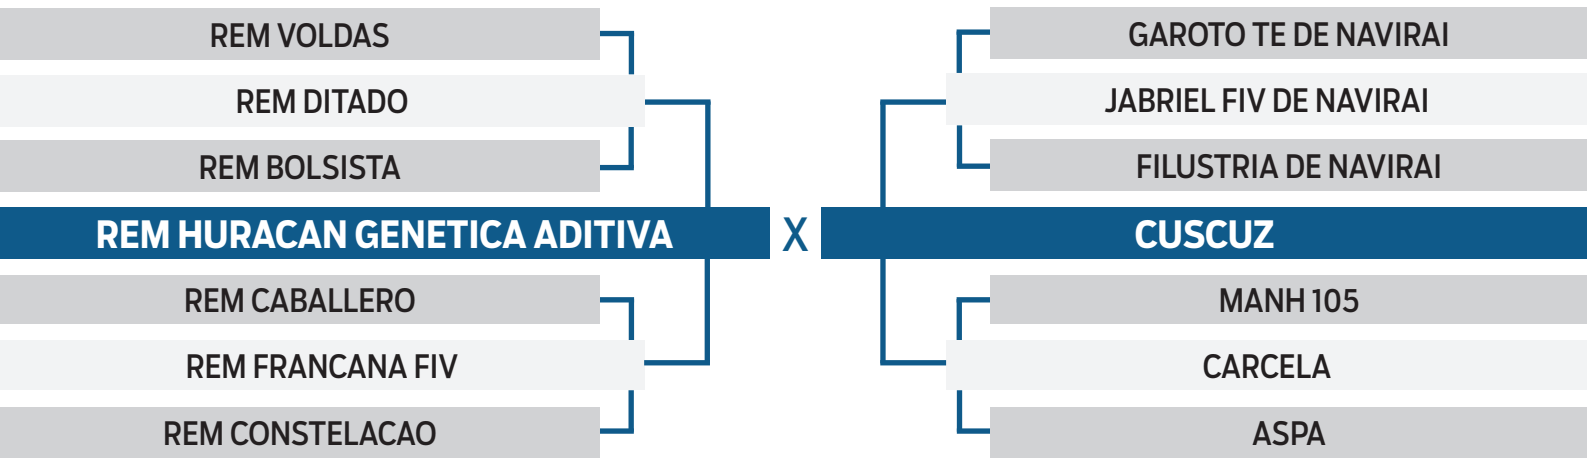 REM VOLDAS
REM DITADO
REM BOLSISTA
REM HURACAN GENETICA ADITIVA
REM CABALLERO
REM FRANCANA FIV
REM CONSTELACAO
X
GAROTO TE DE NAVIRAI
JABRIEL FIV DE NAVIRAI
FILUSTRIA DE NAVIRAI
CUSCUZ
MANH 105
CARCELA
ASPA